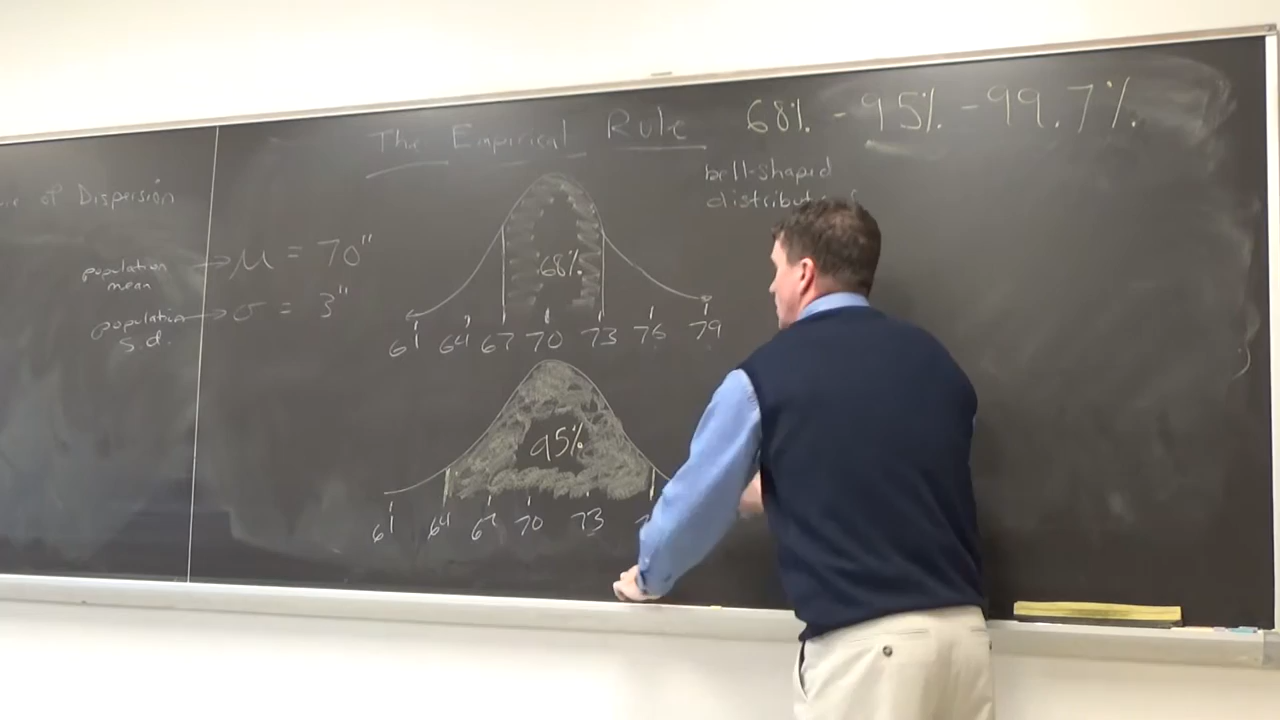 The Empirical Rule 68% - 95% - 99.7%
of Dispersion
bell-shaped
population mean → μ = 70"
population s.d. → σ = 3"
68%
61 64 67 70 73 76 79
95%
61 64 67 70 73